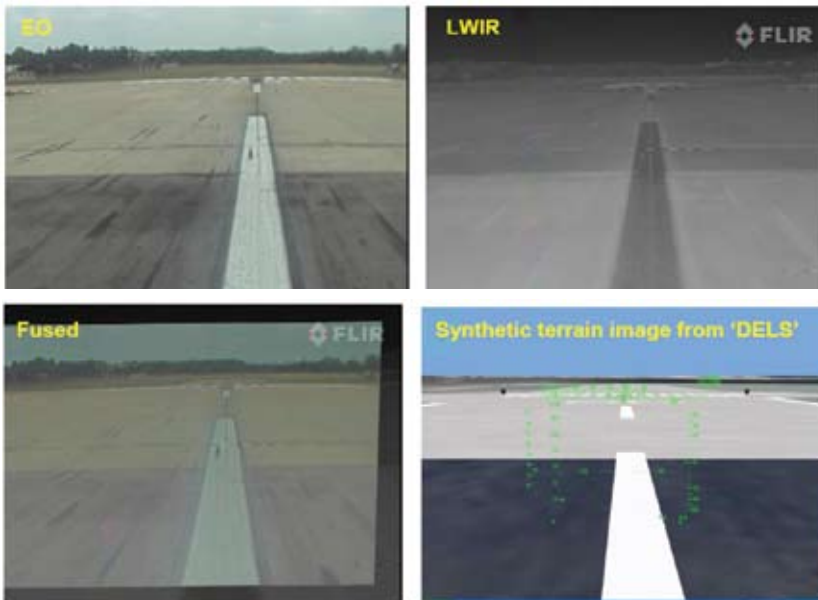 EO
LWIR
FLIR
Fused
FLIR
Synthetic terrain image from 'DELS'